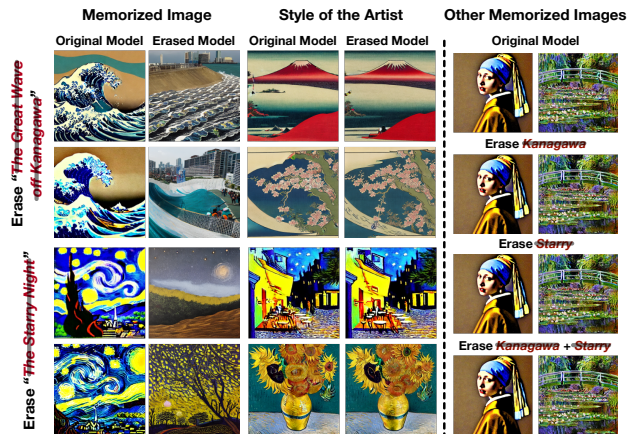 Memorized Image
Style of the Artist
Other Memorized Images
Original Model
Erased Model
Original Model
Erased Model
Original Model
Erase "The Great Wave
off Kanagawa"
Erase Kanagawa
Erase Starry
Erase "The Starry Night"
Erase Kanagawa + Starry